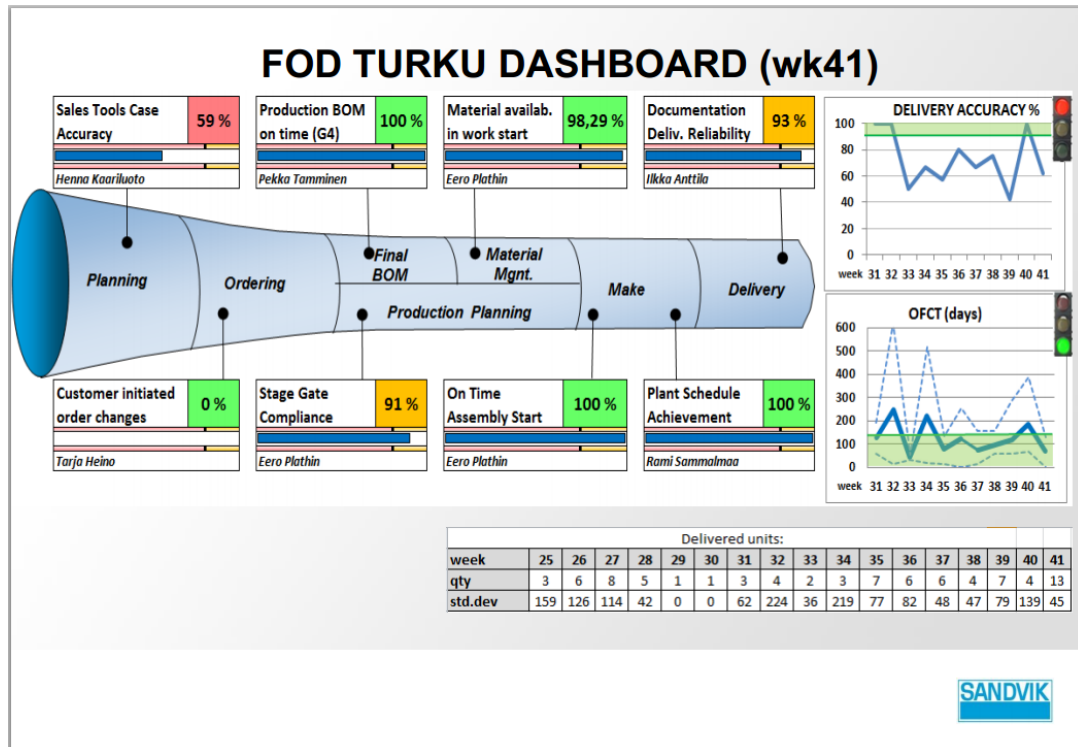 FOD TURKU DASHBOARD (wk41)
Sales Tools Case
Accuracy
59 %
Henna Kaariluoto
Production BOM
on time (G4)
100 %
Pekka Tamminen
Material availab.
in work start
98,29 %
Eero Plathin
Documentation
Deliv. Reliability
93 %
Ilkka Anttila
DELIVERY ACCURACY %
100
80
60
40
20
0
week 31 32 33 34 35 36 37 38 39 40 41
Planning
Ordering
Final
BOM
Material
Mgnt.
Production Planning
Make
Delivery
Customer initiated
order changes
0 %
Tarja Heino
Stage Gate
Compliance
91 %
Eero Plathin
On Time
Assembly Start
100 %
Eero Plathin
Plant Schedule
Achievement
100 %
Rami Sammalmaa
OFCT (days)
600
500
400
300
200
100
0
week 31 32 33 34 35 36 37 38 39 40 41
Delivered units:
week 25 26 27 28 29 30 31 32 33 34 35 36 37 38 39 40 41
qty 3 6 8 5 1 1 3 4 2 3 7 6 6 4 7 4 13
std.dev 159 126 114 42 0 0 62 224 36 219 77 82 48 47 79 139 45
SANDVIK